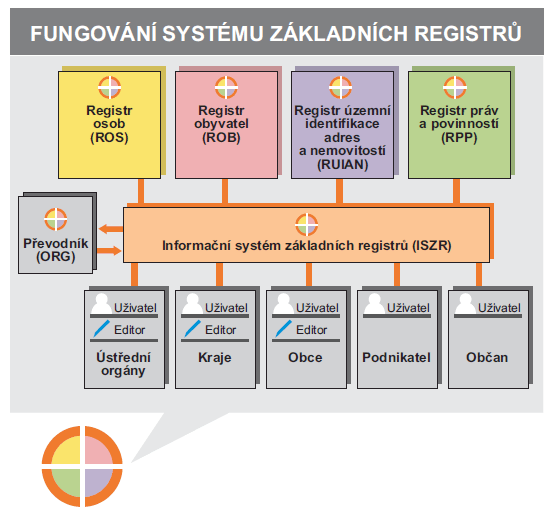 FUNGOVÁNÍ SYSTÉMU ZÁKLADNÍCH REGISTRŮ
Registr
osob
(ROS)
Registr
obyvatel
(ROB)
Registr územní
identifikace
adres
a nemovitostí
(RUIAN)
Registr práv
a povinností
(RPP)
Převodník
(ORG)
Informační systém základních registrů (ISZR)
Uživatel
Editor
Ústřední
orgány
Uživatel
Editor
Kraje
Uživatel
Editor
Obce
Uživatel
Podnikatel
Uživatel
Občan